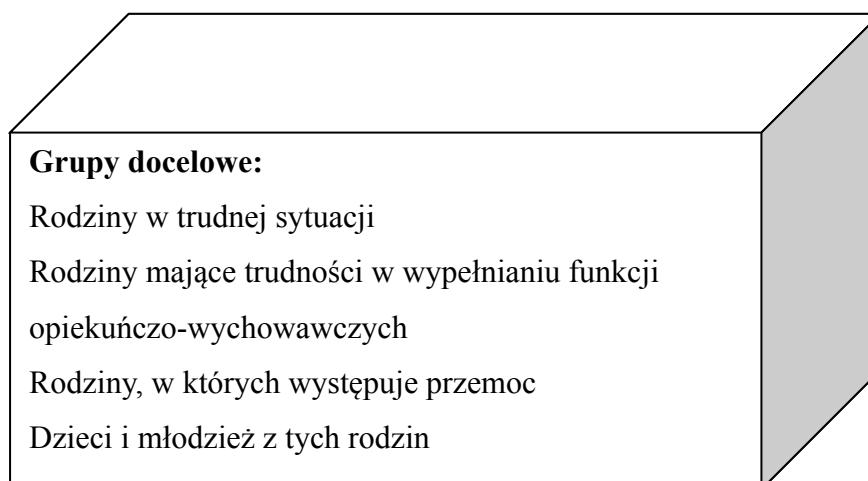 Grupy docelowe:
Rodziny w trudnej sytuacji
Rodziny mające trudności w wypełnianiu funkcji
opiekuńczo-wychowawczych
Rodziny, w których występuje przemoc
Dzieci i młodzież z tych rodzin